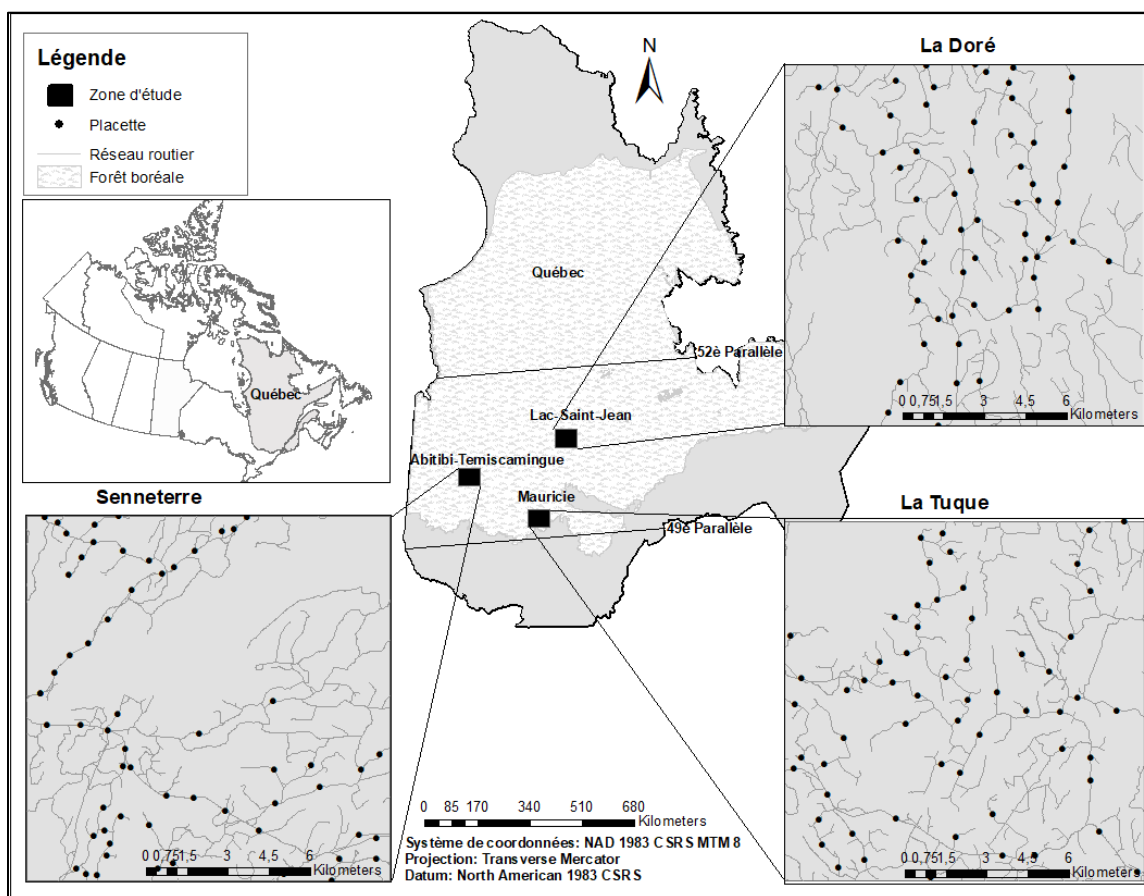 Légende
Zone d'étude
Placette
Réseau routier
Forêt boréale
N
La Doré
0 0,75 1,5 3 4,5 6
Kilometers
Québec
Québec
52è Parallèle
Lac-Saint-Jean
Abitibi-Temiscamingue
Mauricie
49è Parallèle
Senneterre
0 0,75 1,5 3 4,5 6
Kilometers
La Tuque
0 0,75 1,5 3 4,5 6
Kilometers
0 85 170 340 510 680
Kilometers
Système de coordonnées: NAD 1983 CSRS MTM 8
Projection: Transverse Mercator
Datum: North American 1983 CSRS